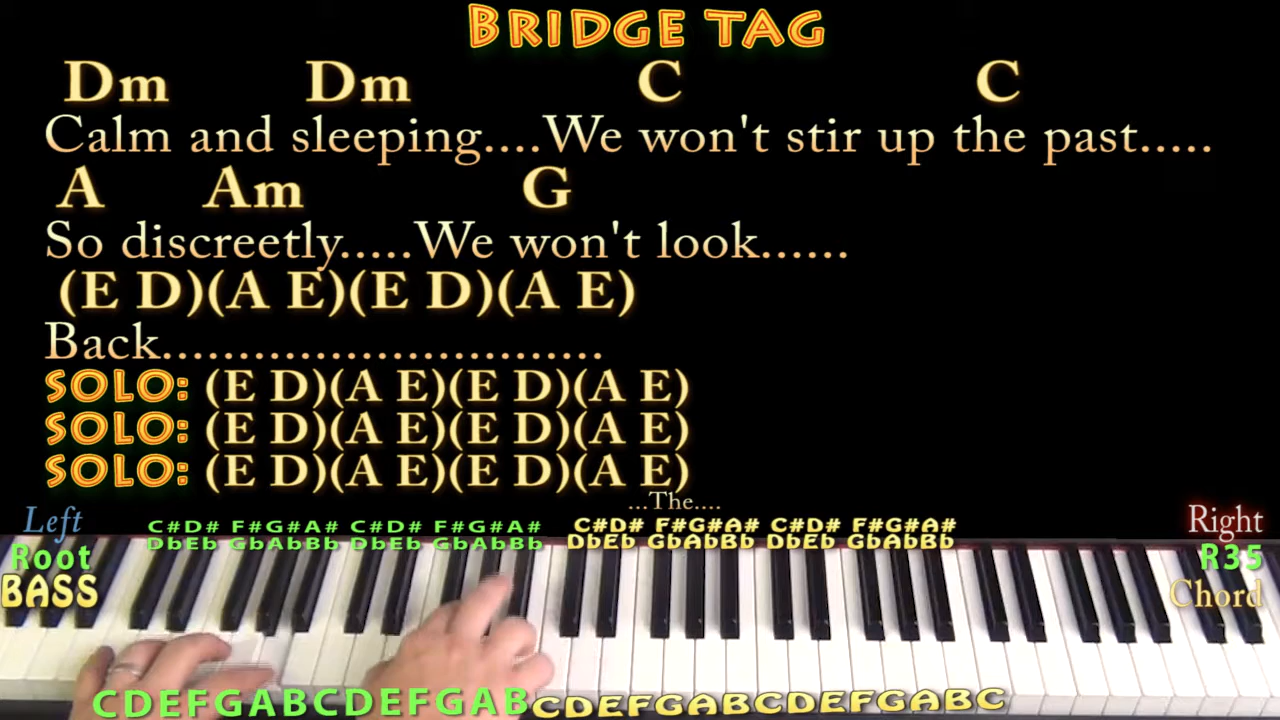 BRIDGE TAG
Dm Dm C C
Calm and sleeping....We won't stir up the past.....
A Am G
So discreetly.....We won't look......
(E D)(A E)(E D)(A E)
Back.............................
SOLO: (E D)(A E)(E D)(A E)
SOLO: (E D)(A E)(E D)(A E)
SOLO: (E D)(A E)(E D)(A E)
...The....
Left
Root
BASS
C#D# F#G#A# C#D# F#G#A#
DbEb GbAbBb DbEb GbAbBb
C#D# F#G#A# C#D# F#G#A#
DbEb GbAbBb DbEb GbAbBb
Right
R35
Chord
CDEFGABCDEFGAB
CDEFGABCDEFGABC